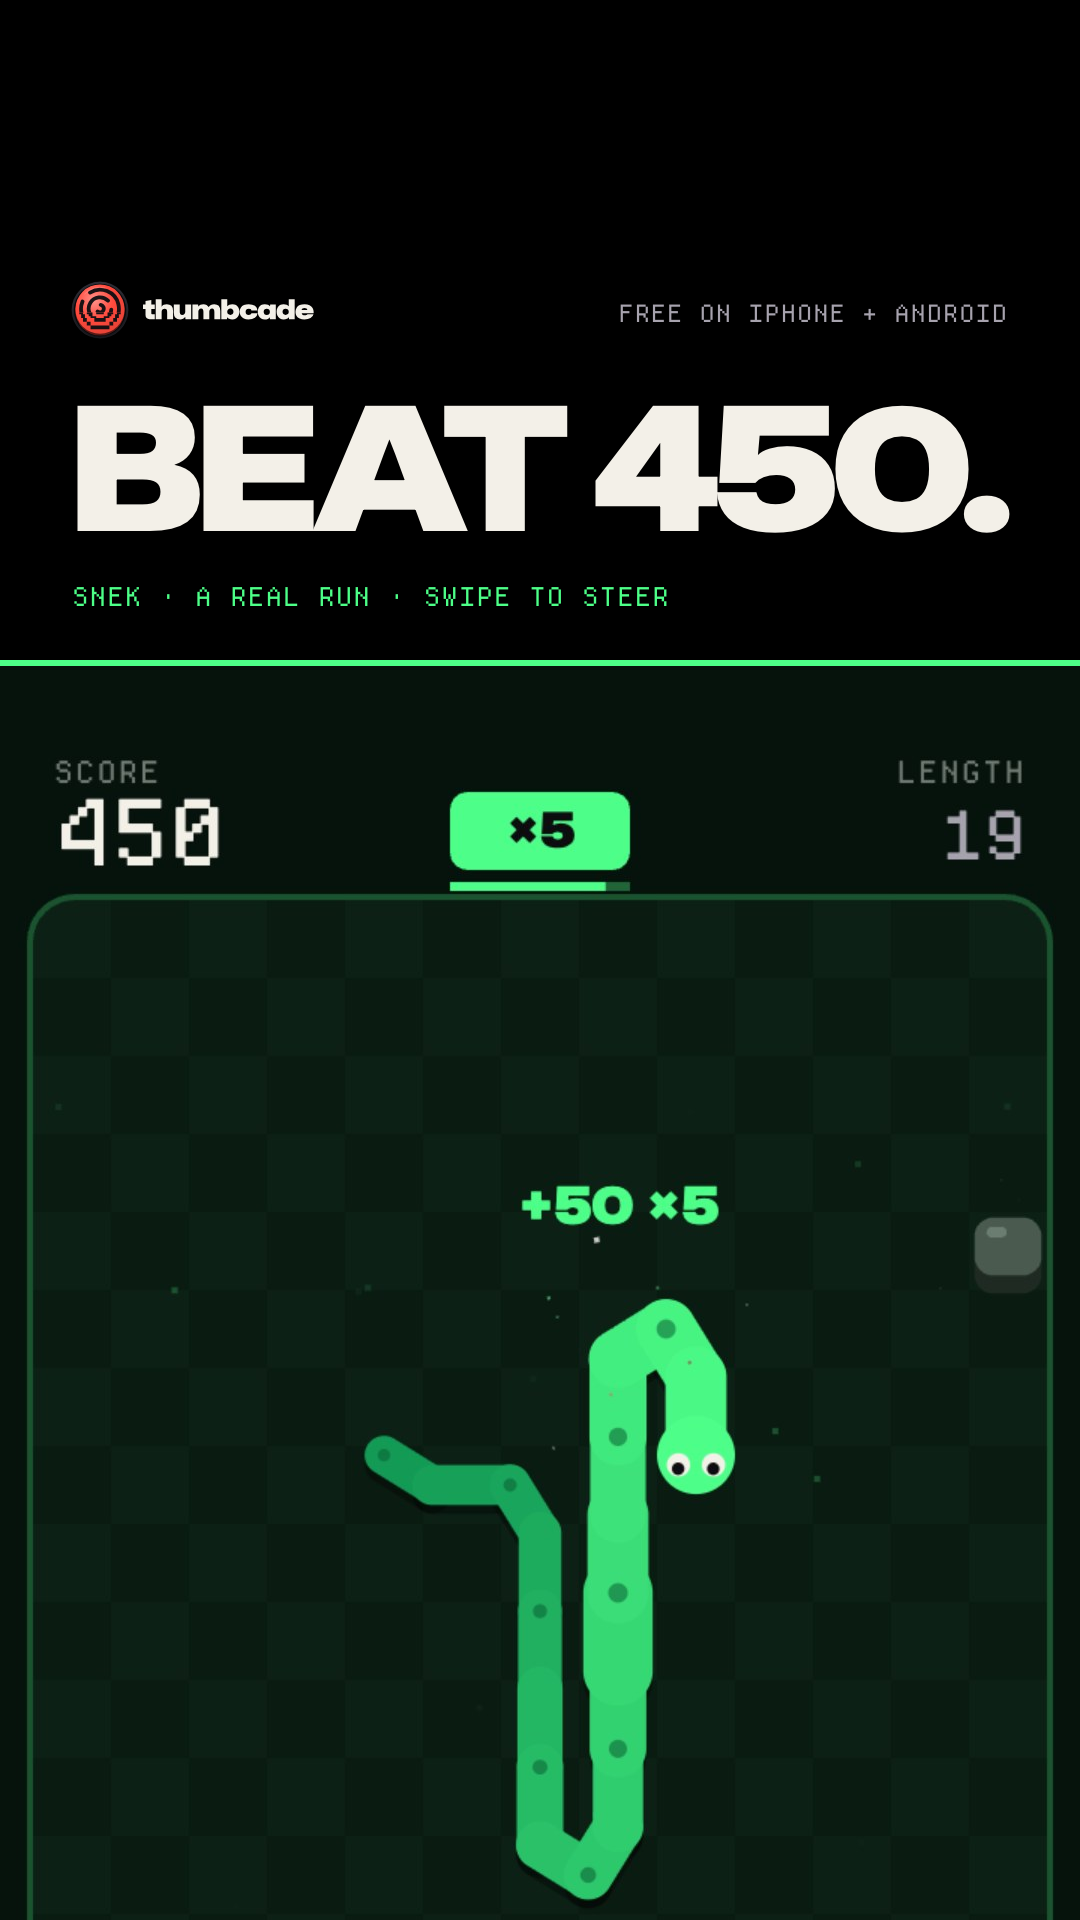 thumbcade
FREE ON IPHONE + ANDROID
BEAT 450.
SNEK · A REAL RUN · SWIPE TO STEER
SCORE
450
×5
LENGTH
19
+50 ×5